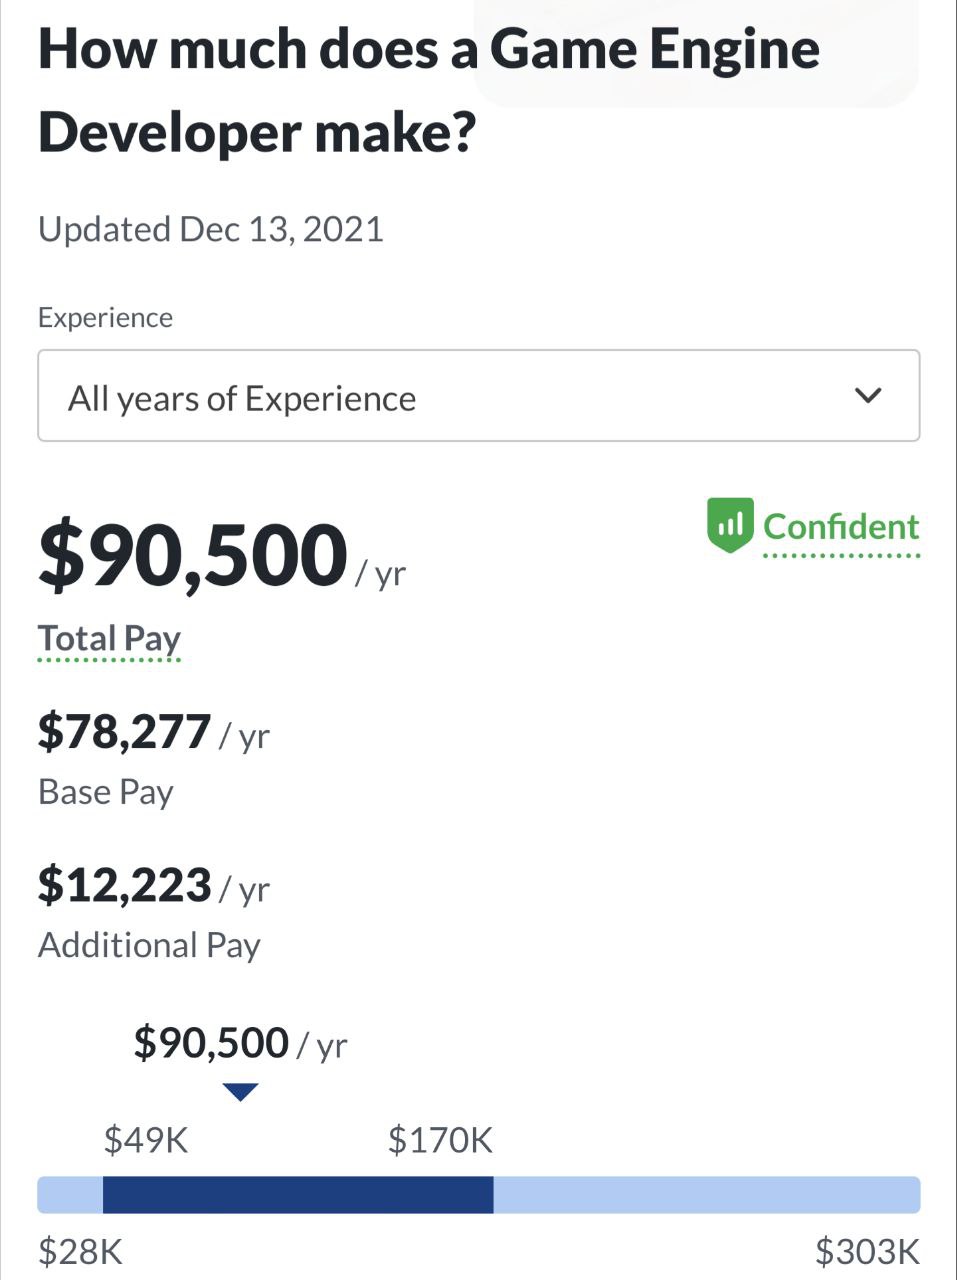 How much does a Game Engine
Developer make?
Updated Dec 13, 2021
Experience
All years of Experience
$90,500 / yr
Confident
Total Pay
$78,277 / yr
Base Pay
$12,223 / yr
Additional Pay
$90,500 / yr
$49K $170K
$28K $303K